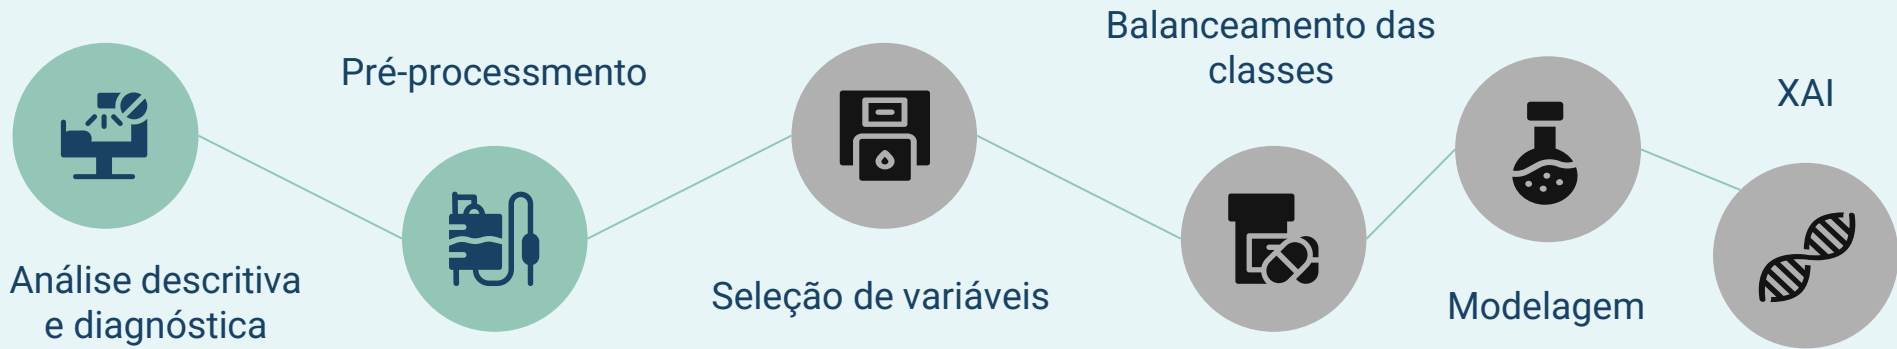 Análise descritiva
e diagnóstica
Pré-processmento
Seleção de variáveis
Balanceamento das
classes
Modelagem
XAI